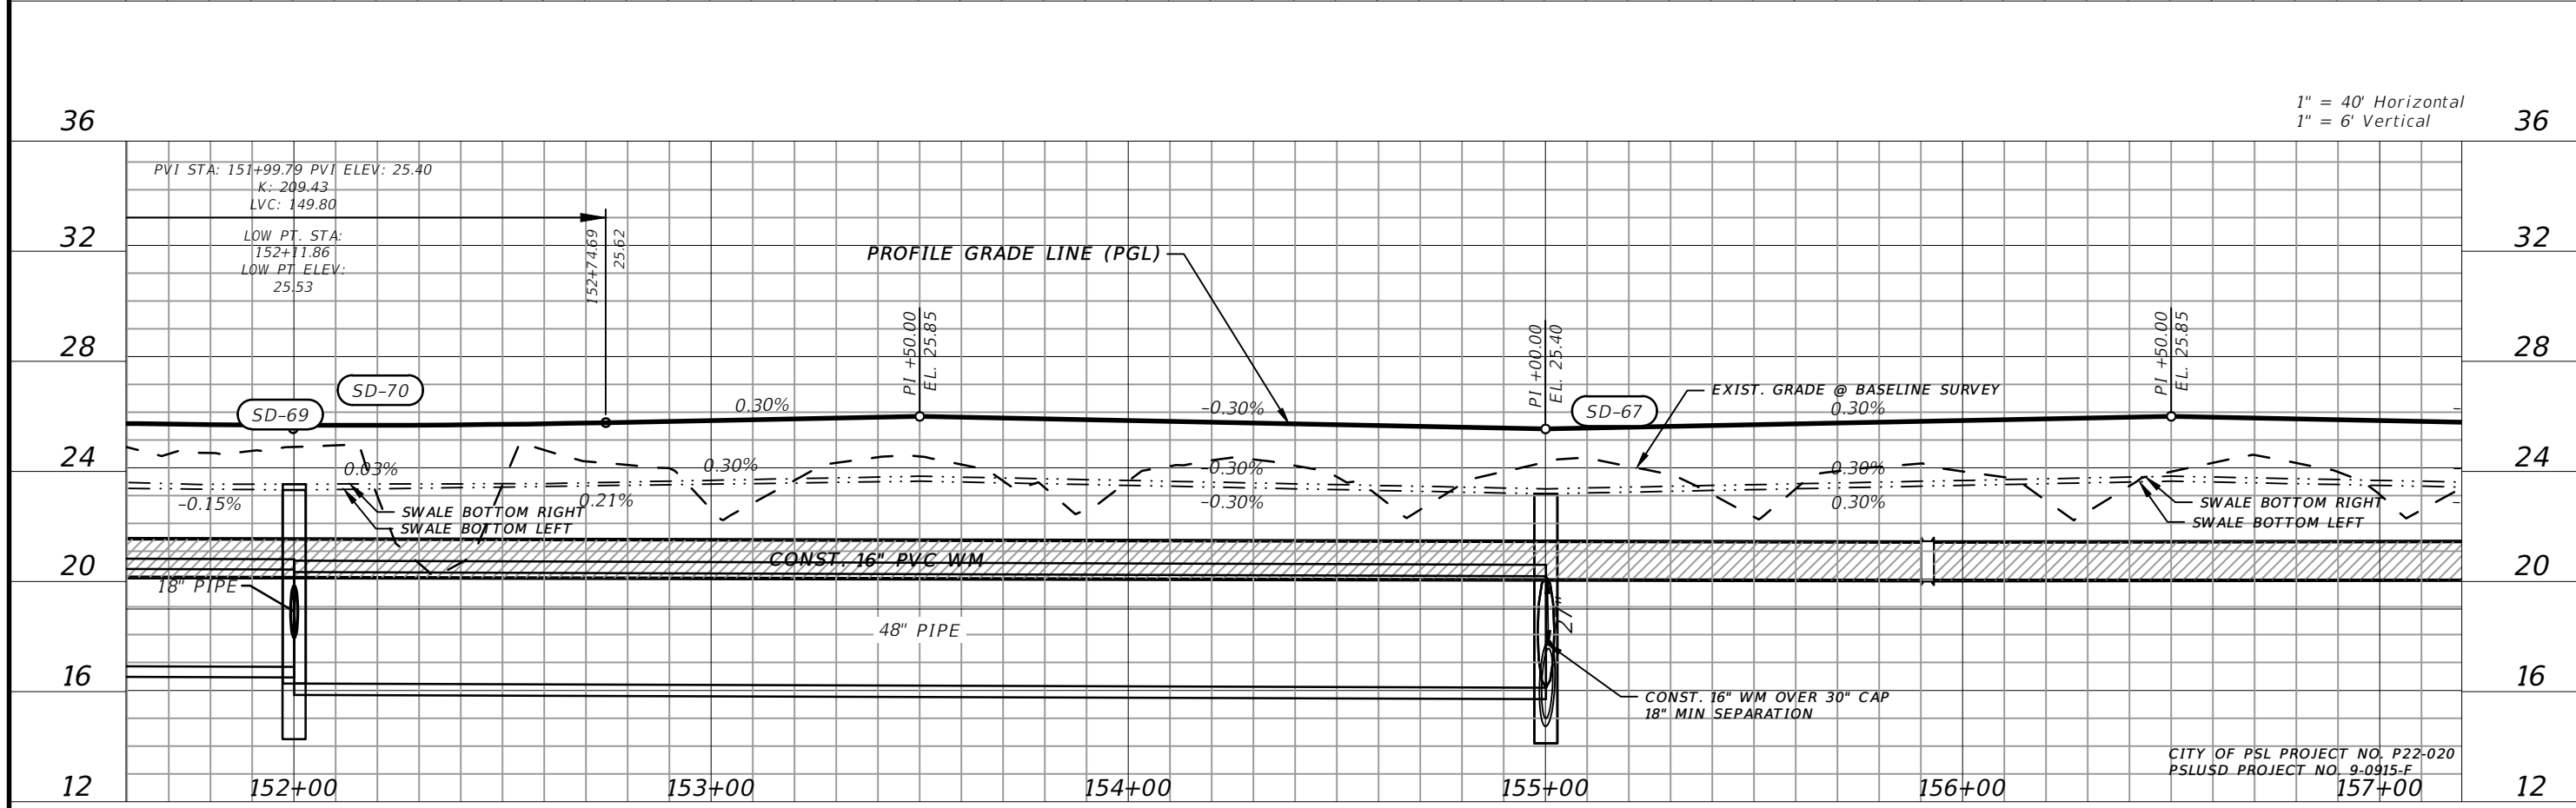 1" = 40' Horizontal
1" = 6' Vertical
36
36
PVI STA: 151+99.79 PVI ELEV: 25.40
K: 209.43
LVC: 149.80
LOW PT. STA:
152+11.86
LOW PT ELEV:
25.53
152+74.69
25.62
32
32
PROFILE GRADE LINE (PGL)
PI +50.00
EL. 25.85
PI +00.00
EL. 25.40
PI +50.00
EL. 25.85
28
28
SD-70
SD-69
SD-67
EXIST. GRADE @ BASELINE SURVEY
0.30%
-0.30%
0.30%
-
24
24
0.03%
0.30%
-0.30%
0.30%
-
-0.15%
0.21%
-0.30%
0.30%
-
SWALE BOTTOM RIGHT
SWALE BOTTOM LEFT
SWALE BOTTOM RIGHT
SWALE BOTTOM LEFT
CONST. 16" PVC WM
20
20
18" PIPE
48" PIPE
27"
16
16
CONST. 16" WM OVER 30" CAP
18" MIN SEPARATION
CITY OF PSL PROJECT NO. P22-020
PSLUSD PROJECT NO. 9-0915-F
12
152+00
153+00
154+00
155+00
156+00
157+00
12